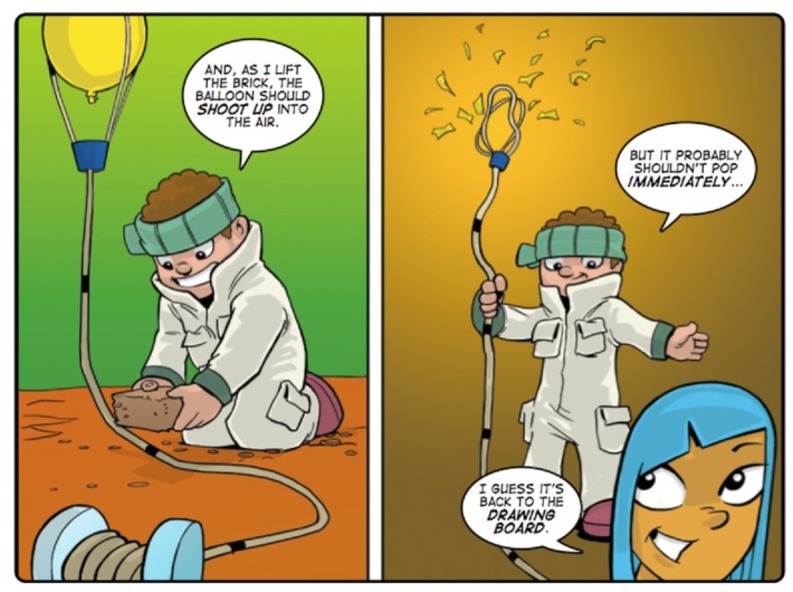 AND, AS I LIFT
THE BRICK, THE
BALLOON SHOULD
SHOOT UP INTO
THE AIR.
BUT IT PROBABLY
SHOULDN'T POP
IMMEDIATELY...
I GUESS IT'S
BACK TO THE
DRAWING
BOARD.